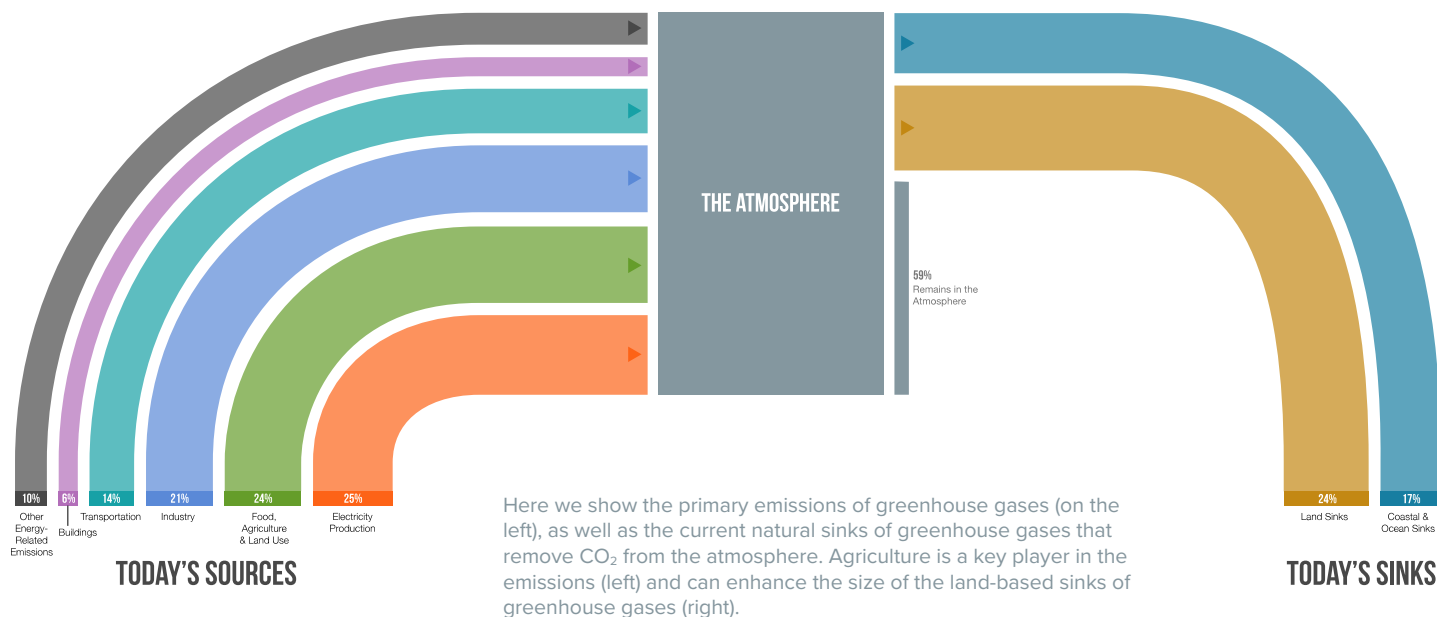 THE ATMOSPHERE
59%
Remains in the
Atmosphere
10%
Other
Energy-
Related
Emissions
6%
Buildings
14%
Transportation
21%
Industry
24%
Food,
Agriculture
& Land Use
25%
Electricity
Production
TODAY'S SOURCES
Here we show the primary emissions of greenhouse gases (on the
left), as well as the current natural sinks of greenhouse gases that
remove CO₂ from the atmosphere. Agriculture is a key player in the
emissions (left) and can enhance the size of the land-based sinks of
greenhouse gases (right).
24%
Land Sinks
17%
Coastal &
Ocean Sinks
TODAY'S SINKS